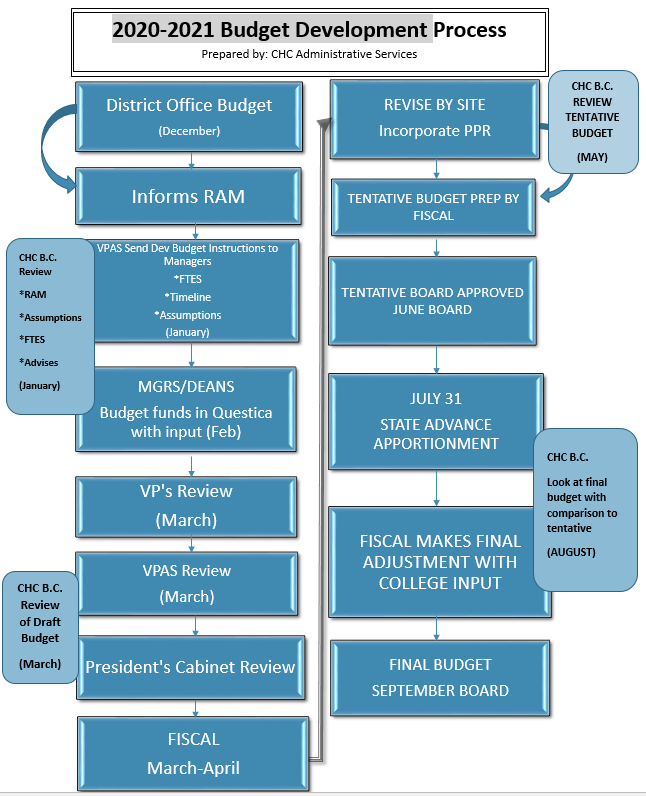 2020-2021 Budget Development Process
Prepared by: CHC Administrative Services
District Office Budget
(December)
Informs RAM
VPAS Send Dev Budget Instructions to
Managers
*FTES
*Timeline
*Assumptions
(January)
CHC B.C.
Review
*RAM
*Assumptions
*FTES
*Advises
(January)
MGRS/DEANS
Budget funds in Questica
with input (Feb)
VP's Review
(March)
VPAS Review
(March)
CHC B.C.
Review
of Draft
Budget
(March)
President's Cabinet Review
FISCAL
March-April
REVISE BY SITE
Incorporate PPR
CHC B.C.
REVIEW
TENTATIVE
BUDGET
(MAY)
TENTATIVE BUDGET PREP BY
FISCAL
TENTATIVE BOARD APPROVED
JUNE BOARD
JULY 31
STATE ADVANCE
APPORTIONMENT
CHC B.C.
Look at final
budget with
comparison to
tentative
(AUGUST)
FISCAL MAKES FINAL
ADJUSTMENT WITH
COLLEGE INPUT
FINAL BUDGET
SEPTEMBER BOARD